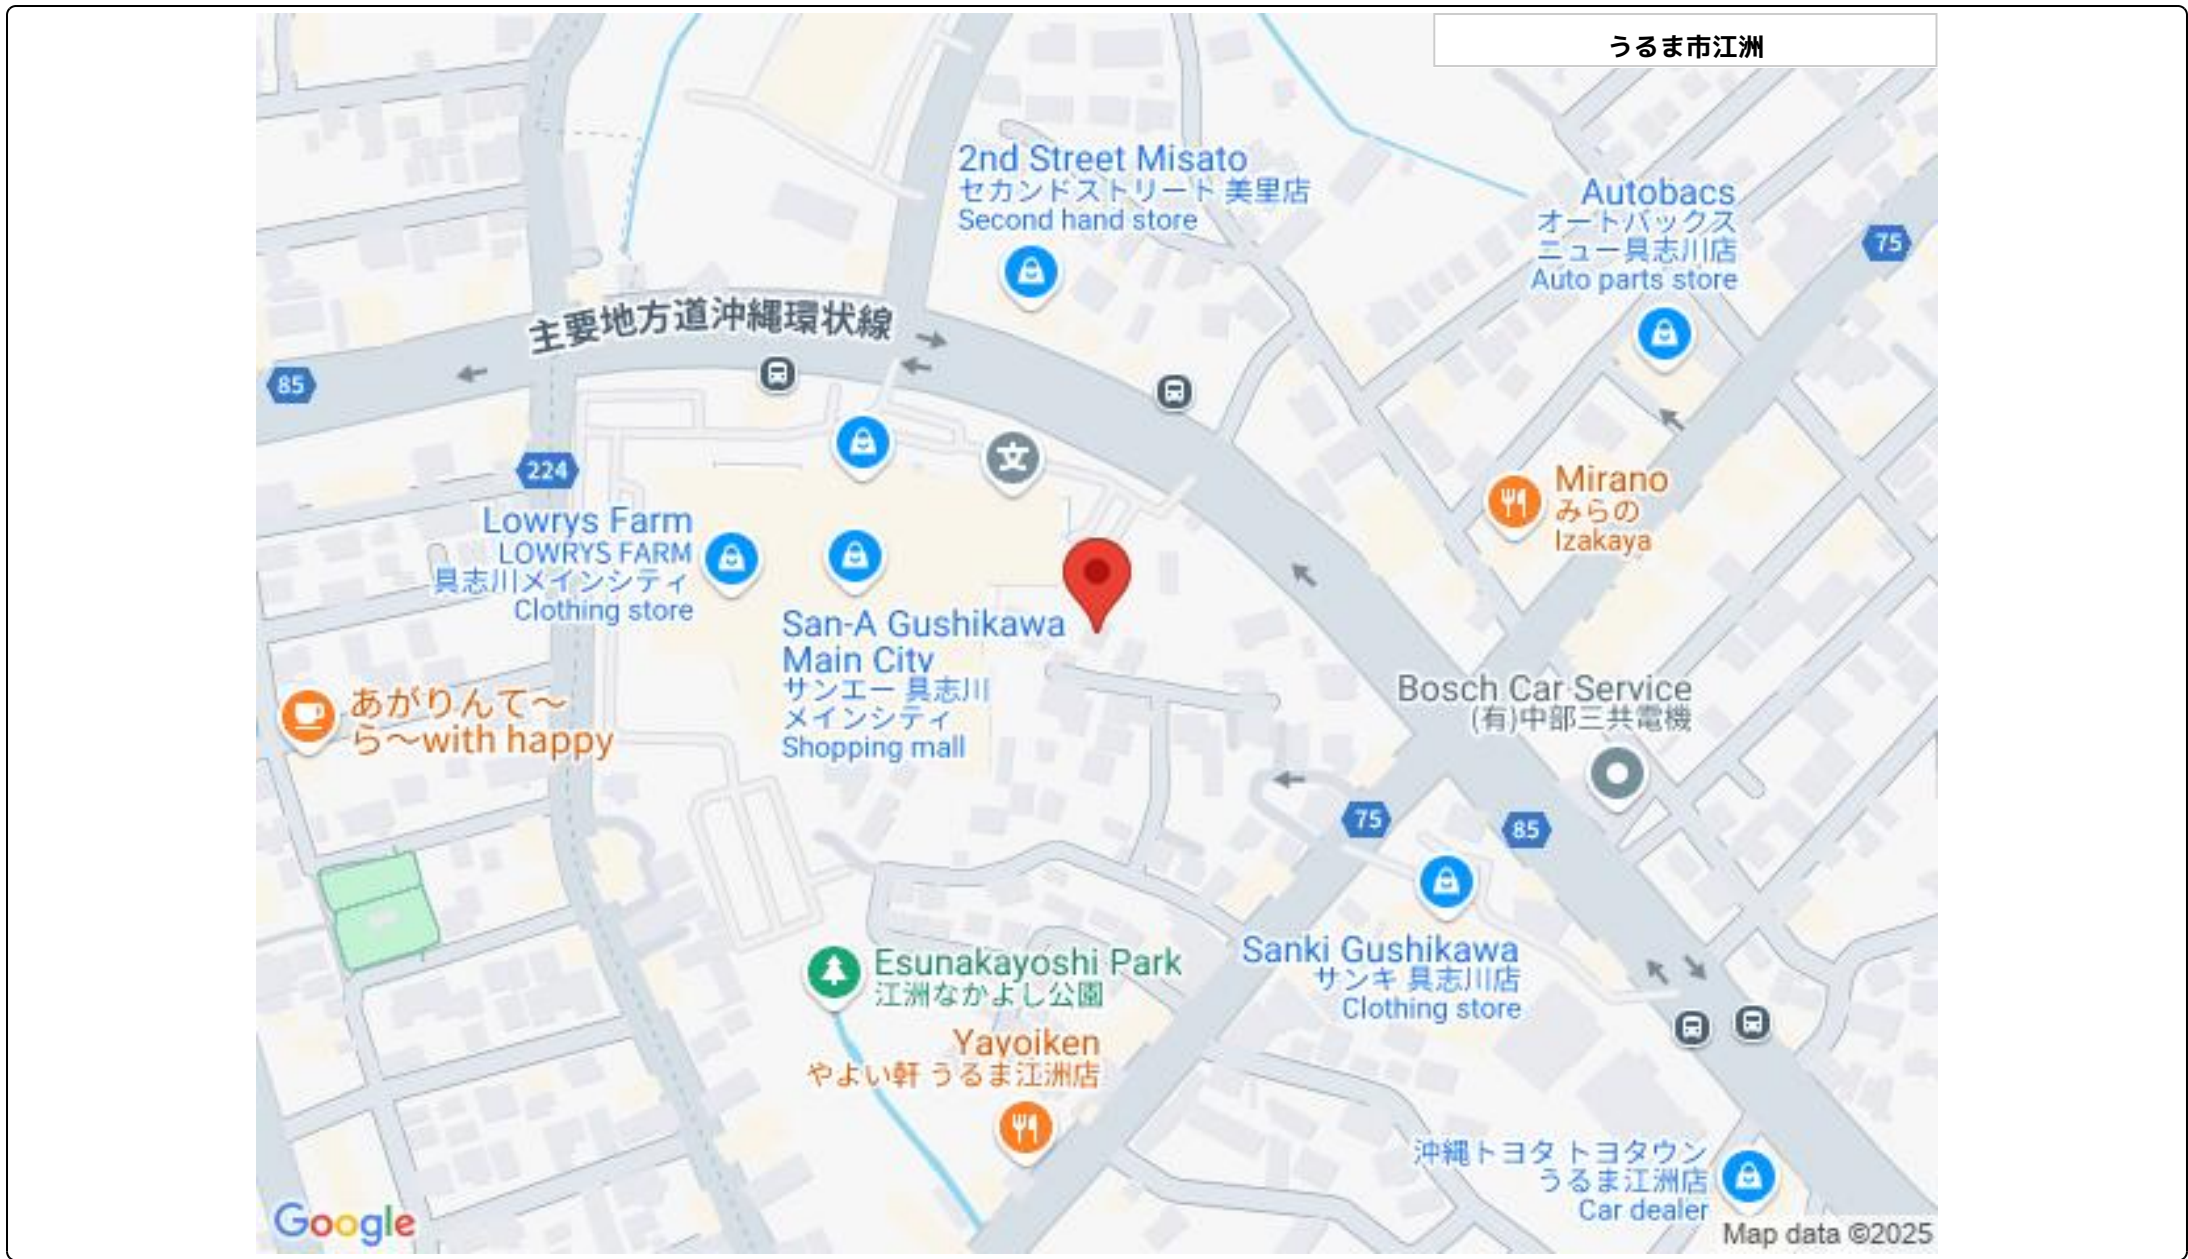 うるま市江洲
2nd Street Misato
セカンドストリート 美里店
Second hand store
Autobacs
オートバックス
ニュー具志川店
Auto parts store
75
主要地方道沖縄環状線
85
文
224
Mirano
みらの
Izakaya
Lowrys Farm
LOWRYS FARM
具志川メインシティ
Clothing store
San-A Gushikawa
Main City
サンエー 具志川
メインシティ
Shopping mall
Bosch Car Service
(有)中部三共電機
あがりんて～
ら～with happy
75
85
Sanki Gushikawa
サンキ 具志川店
Clothing store
Esunakayoshi Park
江洲なかよし公園
Yayoiken
やよい軒 うるま江洲店
沖縄トヨタ トヨタウン
うるま江洲店
Car dealer
Google
Map data ©2025